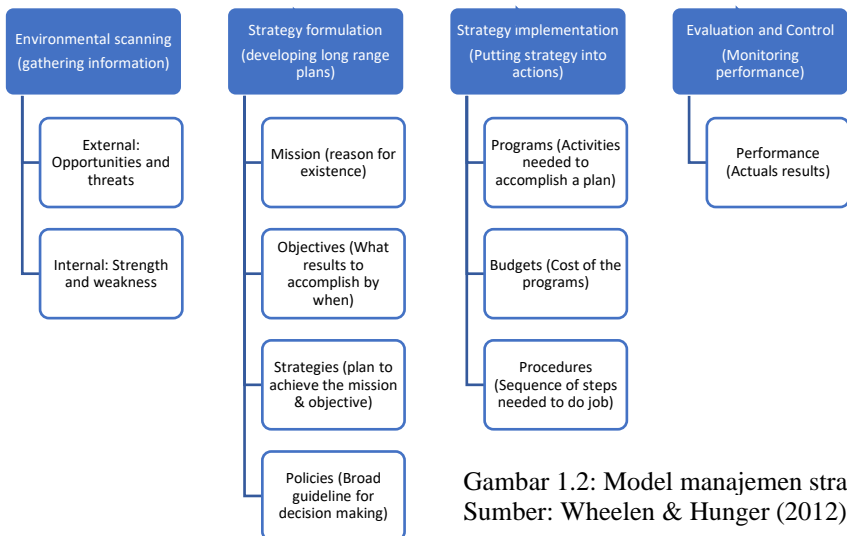 Environmental scanning
(gathering information)
External:
Opportunities and
threats
Internal: Strength
and weakness
Strategy formulation
(developing long range
plans)
Mission (reason for
existence)
Objectives (What
results to
accomplish by
when)
Strategies (plan to
achieve the mission
& objective)
Policies (Broad
guideline for
decision making)
Strategy implementation
(Putting strategy into
actions)
Programs (Activities
needed to
accomplish a plan)
Budgets (Cost of the
programs)
Procedures
(Sequence of steps
needed to do job)
Evaluation and Control
(Monitoring
performance)
Performance
(Actuals results)
Gambar 1.2: Model manajemen stra
Sumber: Wheelen & Hunger (2012)